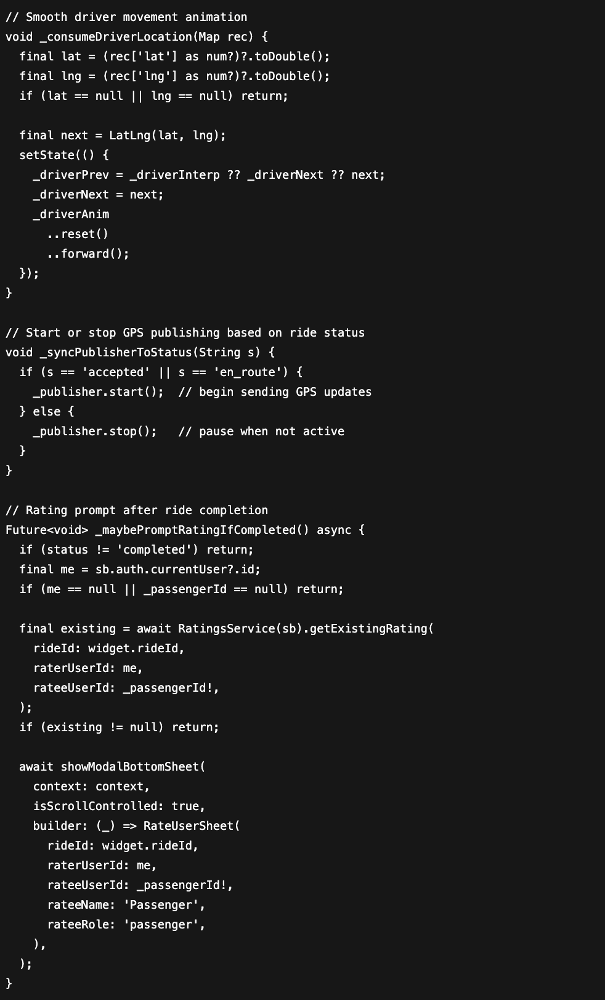 // Smooth driver movement animation
void _consumeDriverLocation(Map rec) {
  final lat = (rec['lat'] as num?)?.toDouble();
  final lng = (rec['lng'] as num?)?.toDouble();
  if (lat == null || lng == null) return;

  final next = LatLng(lat, lng);
  setState(() {
    _driverPrev = _driverInterp ?? _driverNext ?? next;
    _driverNext = next;
    _driverAnim
      ..reset()
      ..forward();
  });
}

// Start or stop GPS publishing based on ride status
void _syncPublisherToStatus(String s) {
  if (s == 'accepted' || s == 'en_route') {
    _publisher.start();  // begin sending GPS updates
  } else {
    _publisher.stop();   // pause when not active
  }
}

// Rating prompt after ride completion
Future<void> _maybePromptRatingIfCompleted() async {
  if (status != 'completed') return;
  final me = sb.auth.currentUser?.id;
  if (me == null || _passengerId == null) return;

  final existing = await RatingsService(sb).getExistingRating(
    rideId: widget.rideId,
    raterUserId: me,
    rateeUserId: _passengerId!,
  );
  if (existing != null) return;

  await showModalBottomSheet(
    context: context,
    isScrollControlled: true,
    builder: (_) => RateUserSheet(
      rideId: widget.rideId,
      raterUserId: me,
      rateeUserId: _passengerId!,
      rateeName: 'Passenger',
      rateeRole: 'passenger',
    ),
  );
}